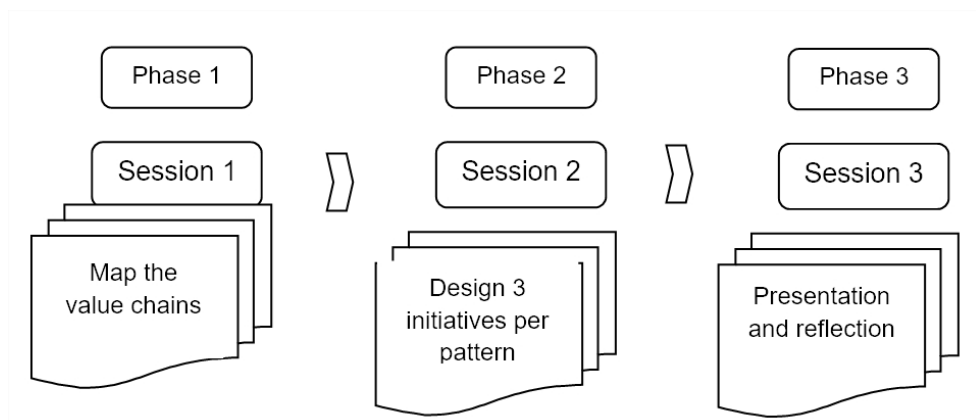 Phase 1
Phase 2
Phase 3
Session 1
Session 2
Session 3
Map the
value chains
Design 3
initiatives per
pattern
Presentation
and reflection